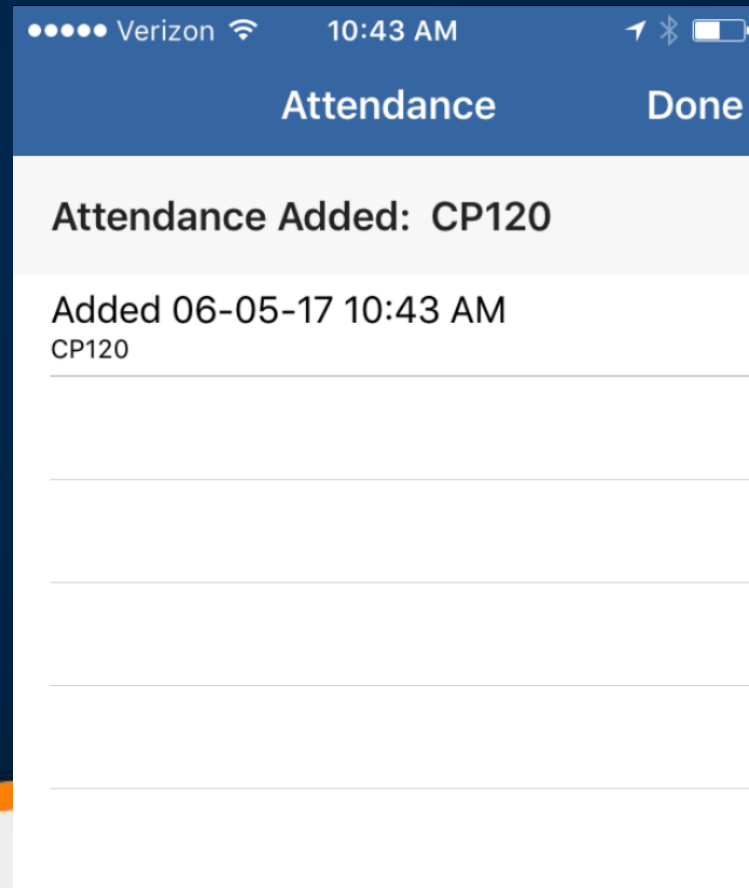 Verizon 10:43 AM
Attendance Done
Attendance Added: CP120
Added 06-05-17 10:43 AM
CP120